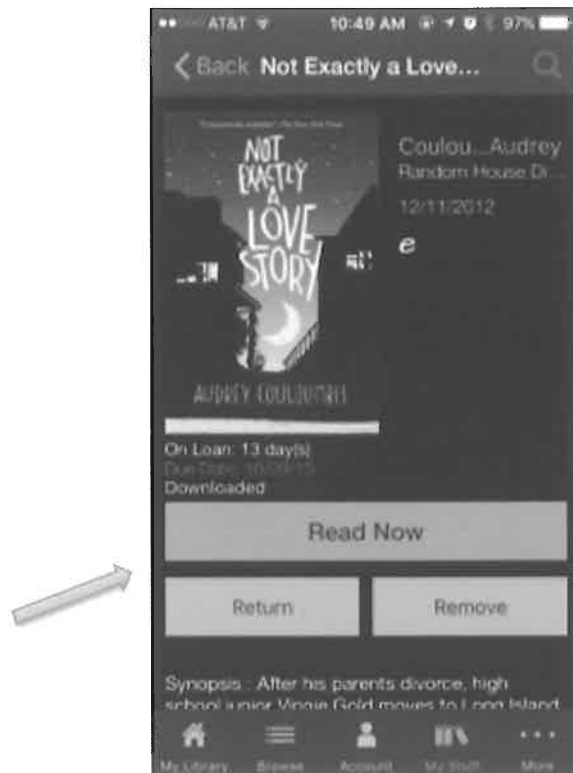 AT&T 10:49 AM 97%
Back Not Exactly a Love...
NOT
EXACTLY
A
LOVE
STORY
AUDREY COULOUMBIS
Coulou...Audrey
Random House Di...
12/11/2012
e
On Loan: 13 day(s)
Due Date:
Downloaded
Read Now
Return Remove
Synopsis : After his parents divorce, high
school junior Vinnie Gold moves to Long Island
My Library Browse Account My Stuff More